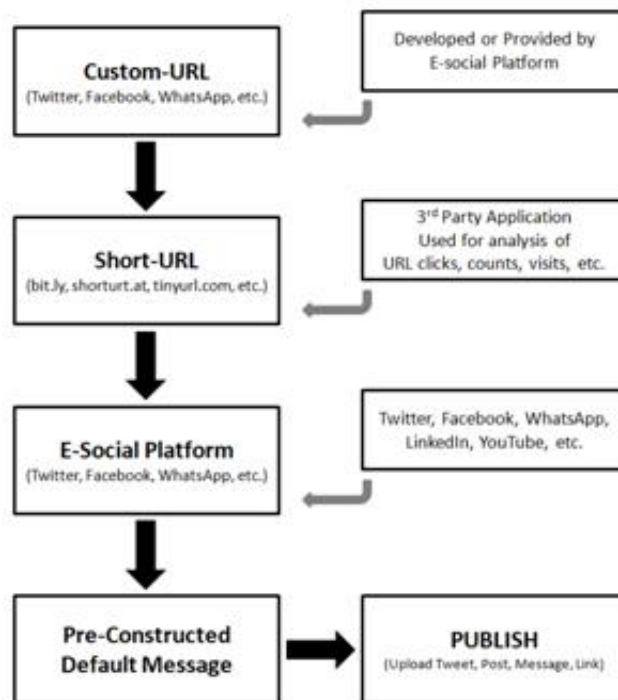 Custom-URL
(Twitter, Facebook, WhatsApp, etc.)
Developed or Provided by
E-social Platform
Short-URL
(bit.ly, shorturt.at, tinyurl.com, etc.)
3rd Party Application
Used for analysis of
URL clicks, counts, visits, etc.
E-Social Platform
(Twitter, Facebook, WhatsApp, etc.)
Twitter, Facebook, WhatsApp,
LinkedIn, YouTube, etc.
Pre-Constructed
Default Message
PUBLISH
(Upload Tweet, Post, Message, Link)